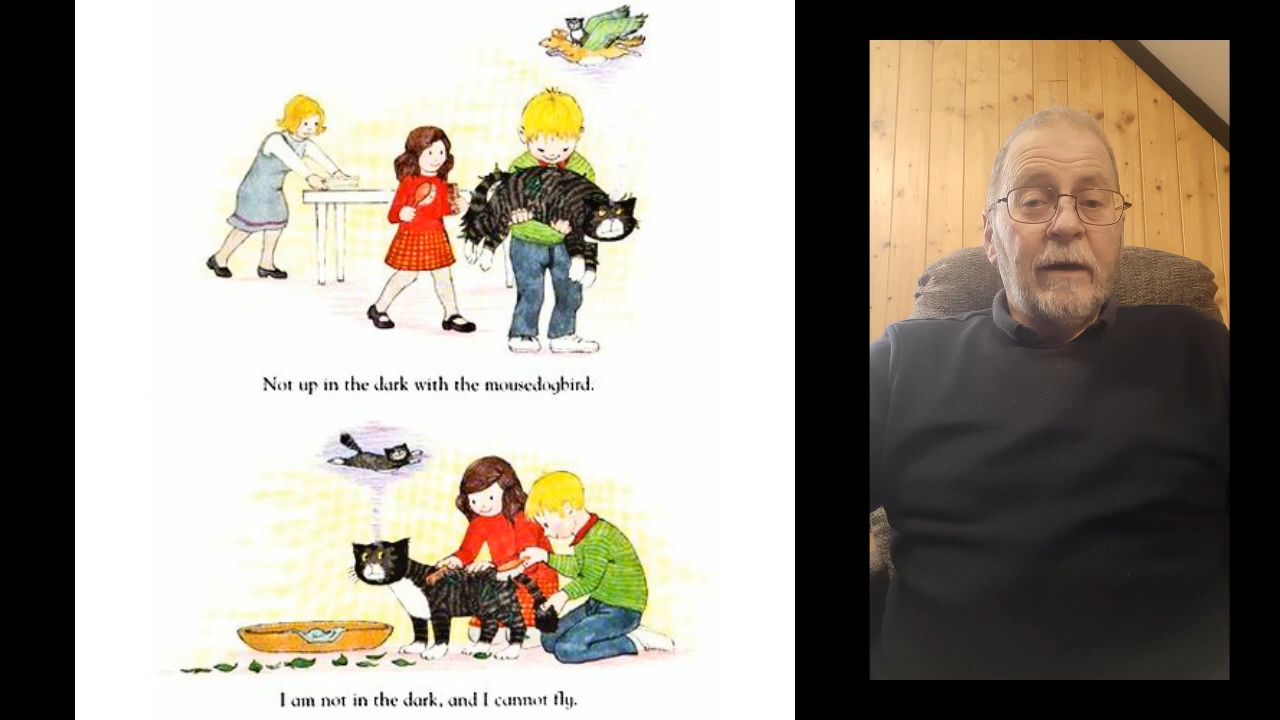 Not up in the dark with the mousedogbird.
I am not in the dark, and I cannot fly.